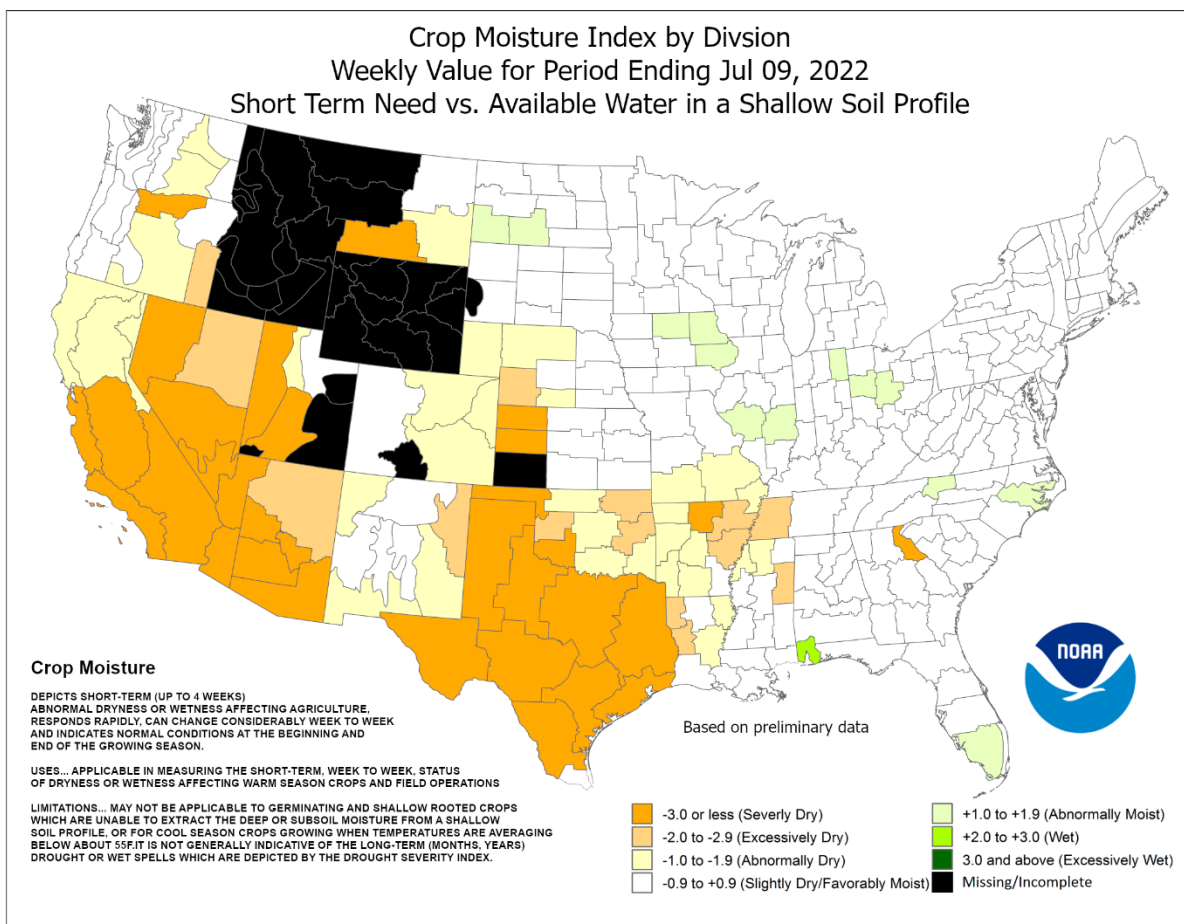 Crop Moisture Index by Divsion
Weekly Value for Period Ending Jul 09, 2022
Short Term Need vs. Available Water in a Shallow Soil Profile
Crop Moisture
DEPICTS SHORT-TERM (UP TO 4 WEEKS)
ABNORMAL DRYNESS OR WETNESS AFFECTING AGRICULTURE,
RESPONDS RAPIDLY, CAN CHANGE CONSIDERABLY WEEK TO WEEK
AND INDICATES NORMAL CONDITIONS AT THE BEGINNING AND
END OF THE GROWING SEASON.
USES... APPLICABLE IN MEASURING THE SHORT-TERM, WEEK TO WEEK, STATUS
OF DRYNESS OR WETNESS AFFECTING WARM SEASON CROPS AND FIELD OPERATIONS
LIMITATIONS... MAY NOT BE APPLICABLE TO GERMINATING AND SHALLOW ROOTED CROPS
WHICH ARE UNABLE TO EXTRACT THE DEEP OR SUBSOIL MOISTURE FROM A SHALLOW
SOIL PROFILE, OR FOR COOL SEASON CROPS GROWING WHEN TEMPERATURES ARE AVERAGING
BELOW ABOUT 55F.IT IS NOT GENERALLY INDICATIVE OF THE LONG-TERM (MONTHS, YEARS)
DROUGHT OR WET SPELLS WHICH ARE DEPICTED BY THE DROUGHT SEVERITY INDEX.
NOAA
Based on preliminary data
-3.0 or less (Severly Dry)
-2.0 to -2.9 (Excessively Dry)
-1.0 to -1.9 (Abnormally Dry)
-0.9 to +0.9 (Slightly Dry/Favorably Moist)
+1.0 to +1.9 (Abnormally Moist)
+2.0 to +3.0 (Wet)
3.0 and above (Excessively Wet)
Missing/Incomplete